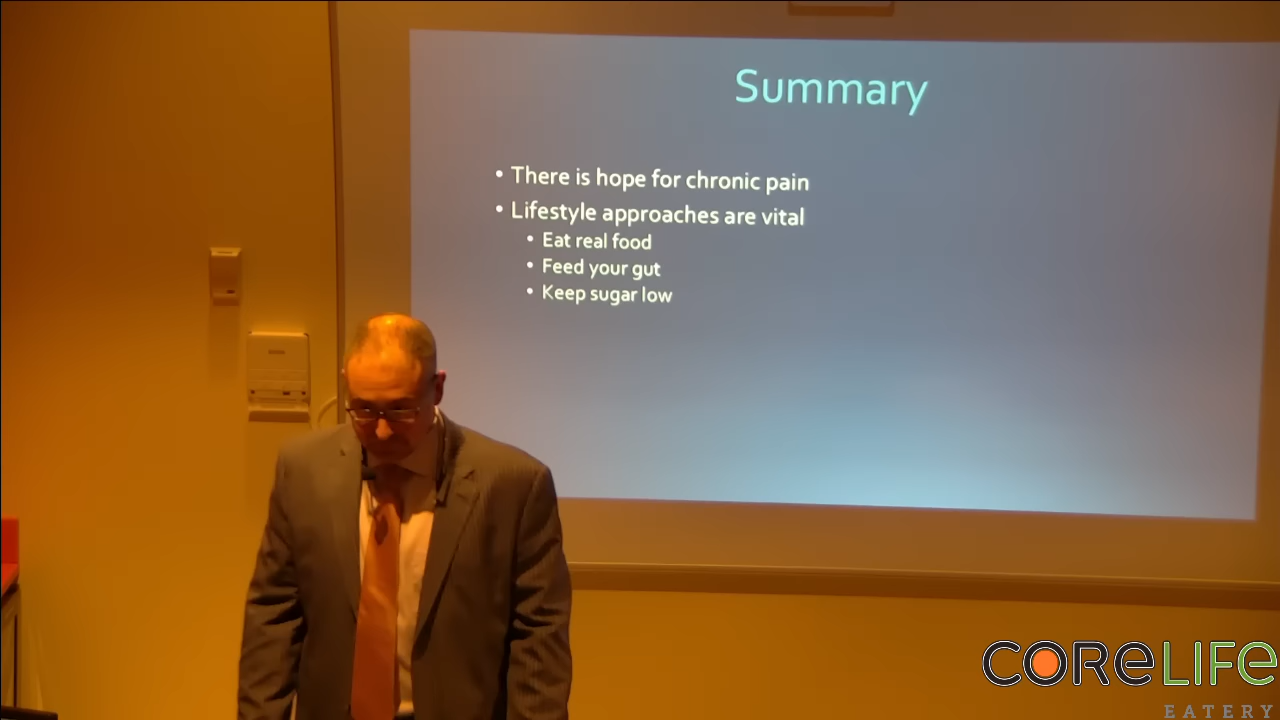 Summary
• There is hope for chronic pain
• Lifestyle approaches are vital
• Eat real food
• Feed your gut
• Keep sugar low
CORELIFE
EATERY